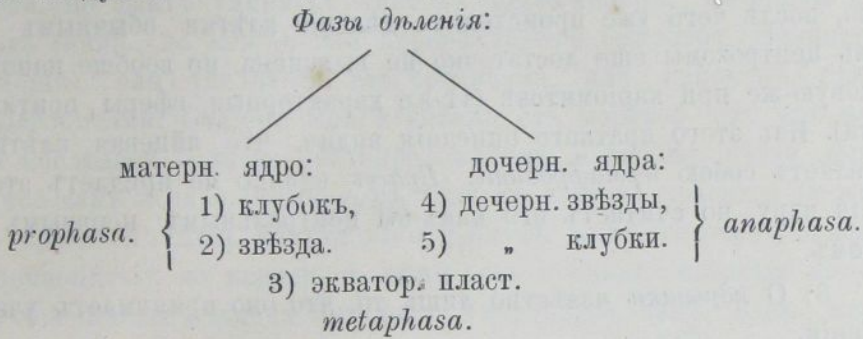 Фазы дѣленія:
матерн. ядро: дочерн. ядра:
1) клубокъ, 4) дечерн. звѣзды,
prophasa. anaphasa.
2) звѣзда. 5) „ клубки.
3) экватор. пласт.
metaphasa.